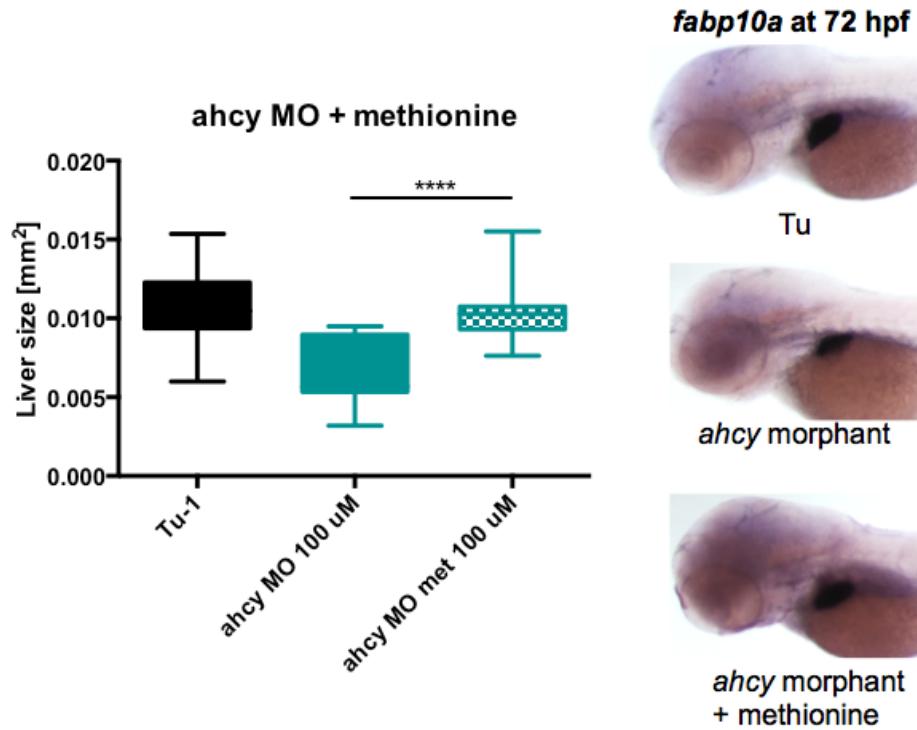 fabp10a at 72 hpf
ahcy MO + methionine
Liver size [mm²]
0.020
0.015
0.010
0.005
0.000
****
Tu-1
ahcy MO 100 uM
ahcy MO met 100 uM
Tu
ahcy morphant
ahcy morphant
+ methionine